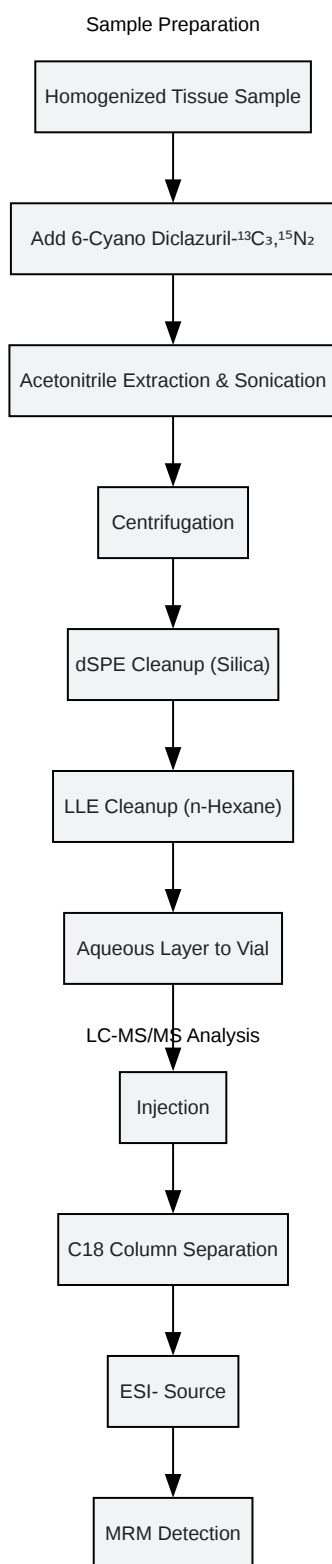 Sample Preparation
Homogenized Tissue Sample
Add 6-Cyano Diclazuril-¹³C₃,¹⁵N₂
Acetonitrile Extraction & Sonication
Centrifugation
dSPE Cleanup (Silica)
LLE Cleanup (n-Hexane)
Aqueous Layer to Vial
LC-MS/MS Analysis
Injection
C18 Column Separation
ESI- Source
MRM Detection